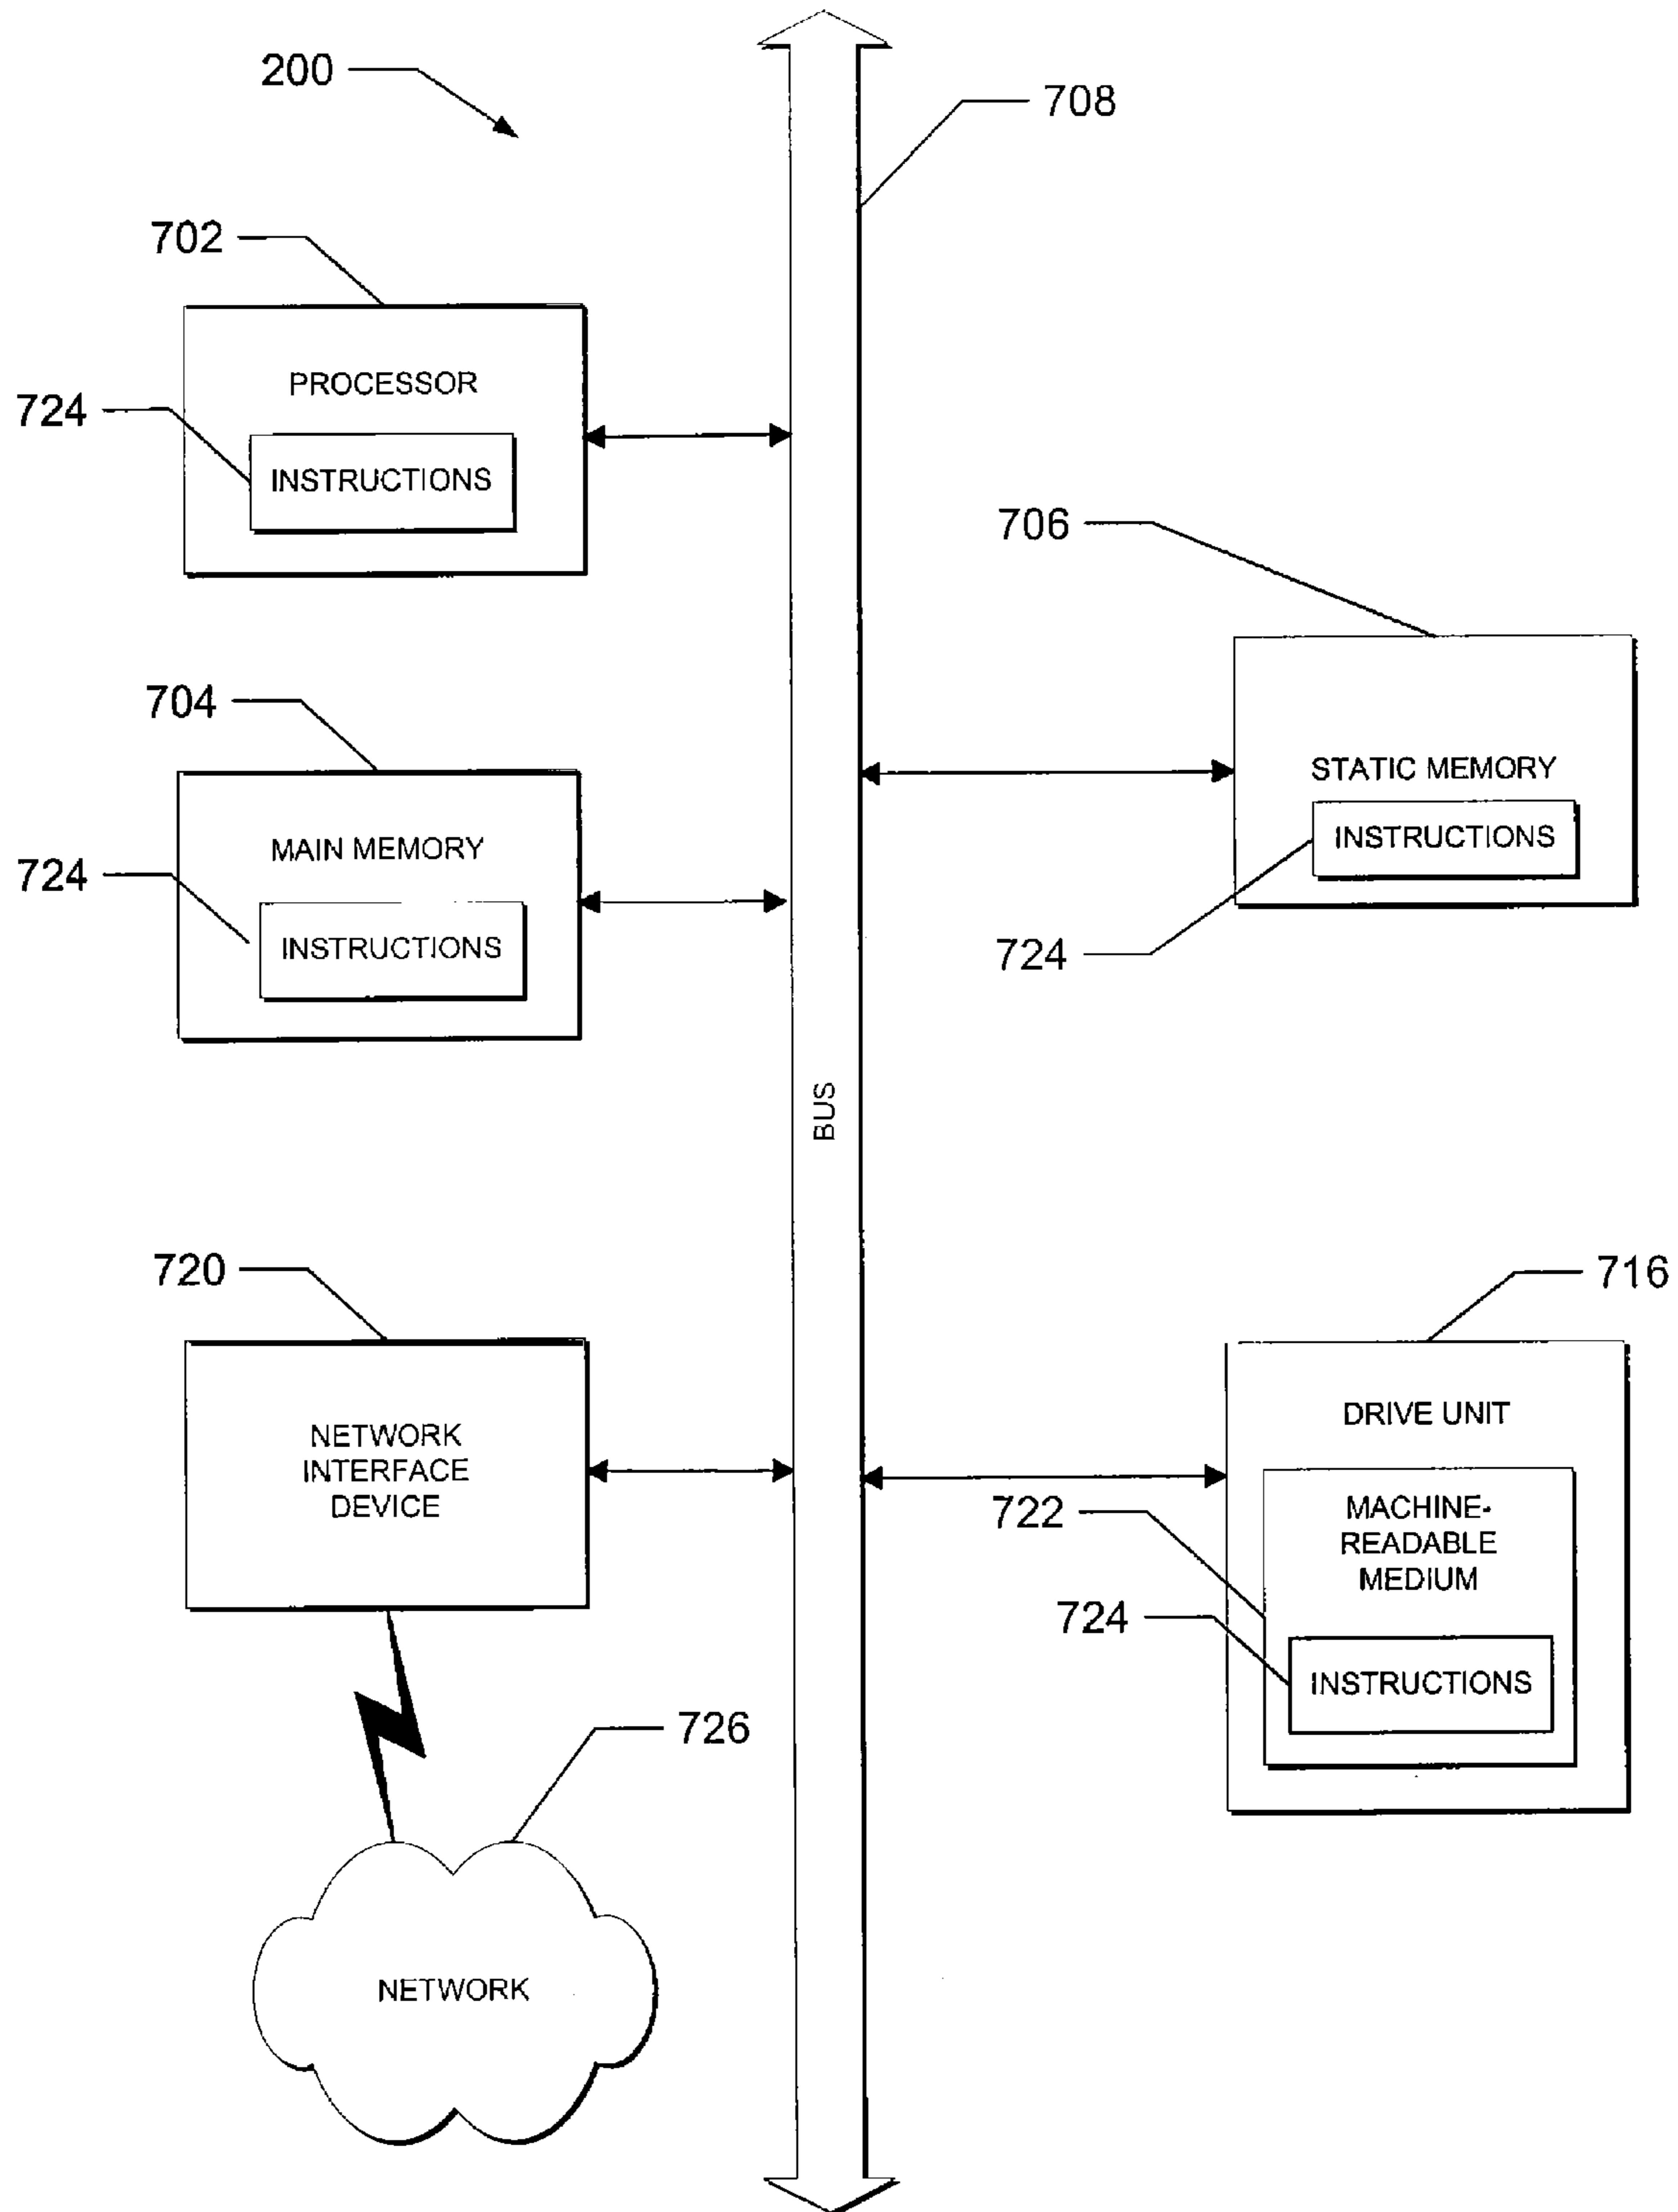 200
708
702
PROCESSOR
724
INSTRUCTIONS
706
STATIC MEMORY
INSTRUCTIONS
724
704
MAIN MEMORY
724
INSTRUCTIONS
BUS
720
NETWORK
INTERFACE
DEVICE
716
DRIVE UNIT
722
MACHINE-
READABLE
MEDIUM
724
INSTRUCTIONS
726
NETWORK